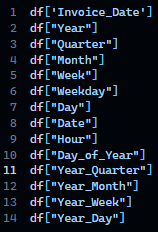 1 df['Invoice_Date']
2 df["Year"]
3 df["Quarter"]
4 df["Month"]
5 df["Week"]
6 df["Weekday"]
7 df["Day"]
8 df["Date"]
9 df["Hour"]
10 df["Day_of_Year"]
11 df["Year_Quarter"]
12 df["Year_Month"]
13 df["Year_Week"]
14 df["Year_Day"]